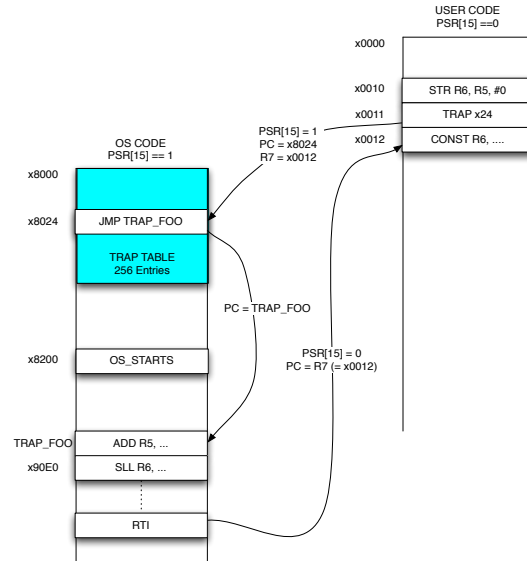 USER CODE
PSR[15] ==0
x0000
x0010
STR R6, R5, #0
x0011
TRAP x24
x0012
CONST R6, ....
PSR[15] = 1
PC = x8024
R7 = x0012
OS CODE
PSR[15] == 1
x8000
x8024
JMP TRAP_FOO
TRAP TABLE
256 Entries
PC = TRAP_FOO
x8200
OS_STARTS
PSR[15] = 0
PC = R7 (= x0012)
TRAP_FOO
ADD R5, ...
x90E0
SLL R6, ...
RTI